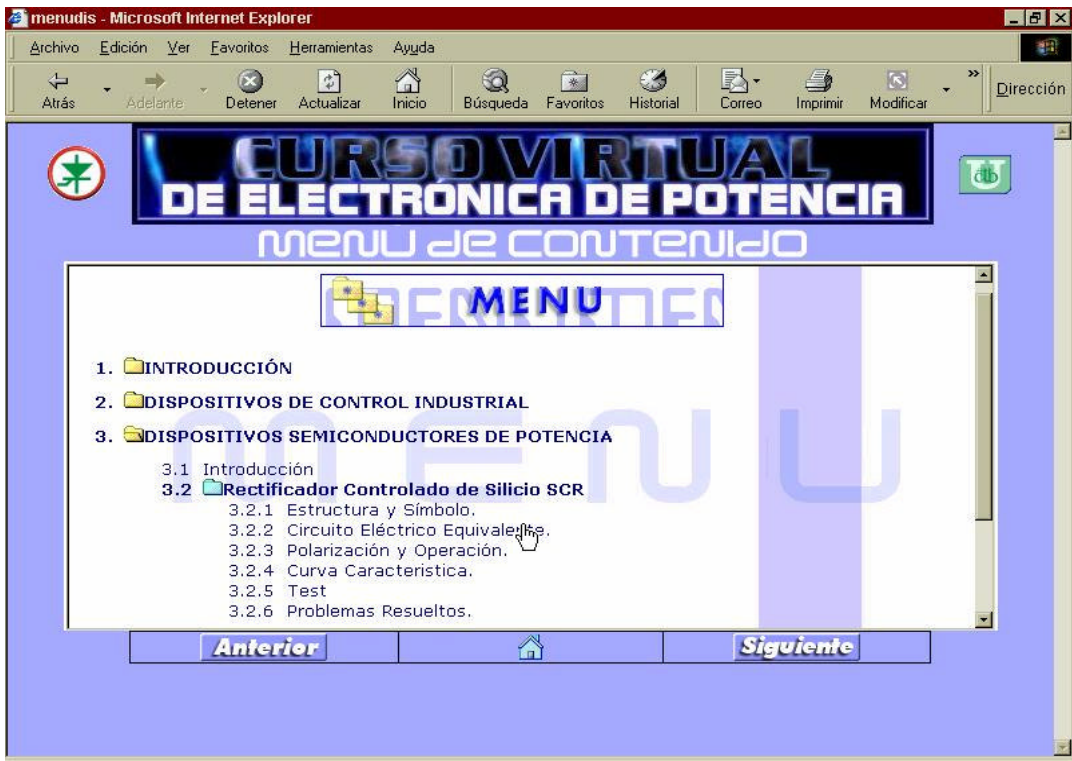 menudis - Microsoft Internet Explorer
Archivo Edición Ver Favoritos Herramientas Ayuda
Atrás Adelante Detener Actualizar Inicio Búsqueda Favoritos Historial Correo Imprimir Modificar » Dirección
CURSO VIRTUAL
DE ELECTRÓNICA DE POTENCIA
MENÚ de CONTENIDO
MENU
1. INTRODUCCIÓN
2. DISPOSITIVOS DE CONTROL INDUSTRIAL
3. DISPOSITIVOS SEMICONDUCTORES DE POTENCIA
3.1 Introducción
3.2 Rectificador Controlado de Silicio SCR
3.2.1 Estructura y Símbolo.
3.2.2 Circuito Eléctrico Equivalente.
3.2.3 Polarización y Operación.
3.2.4 Curva Caracteristica.
3.2.5 Test
3.2.6 Problemas Resueltos.
MENU
Anterior Siguiente